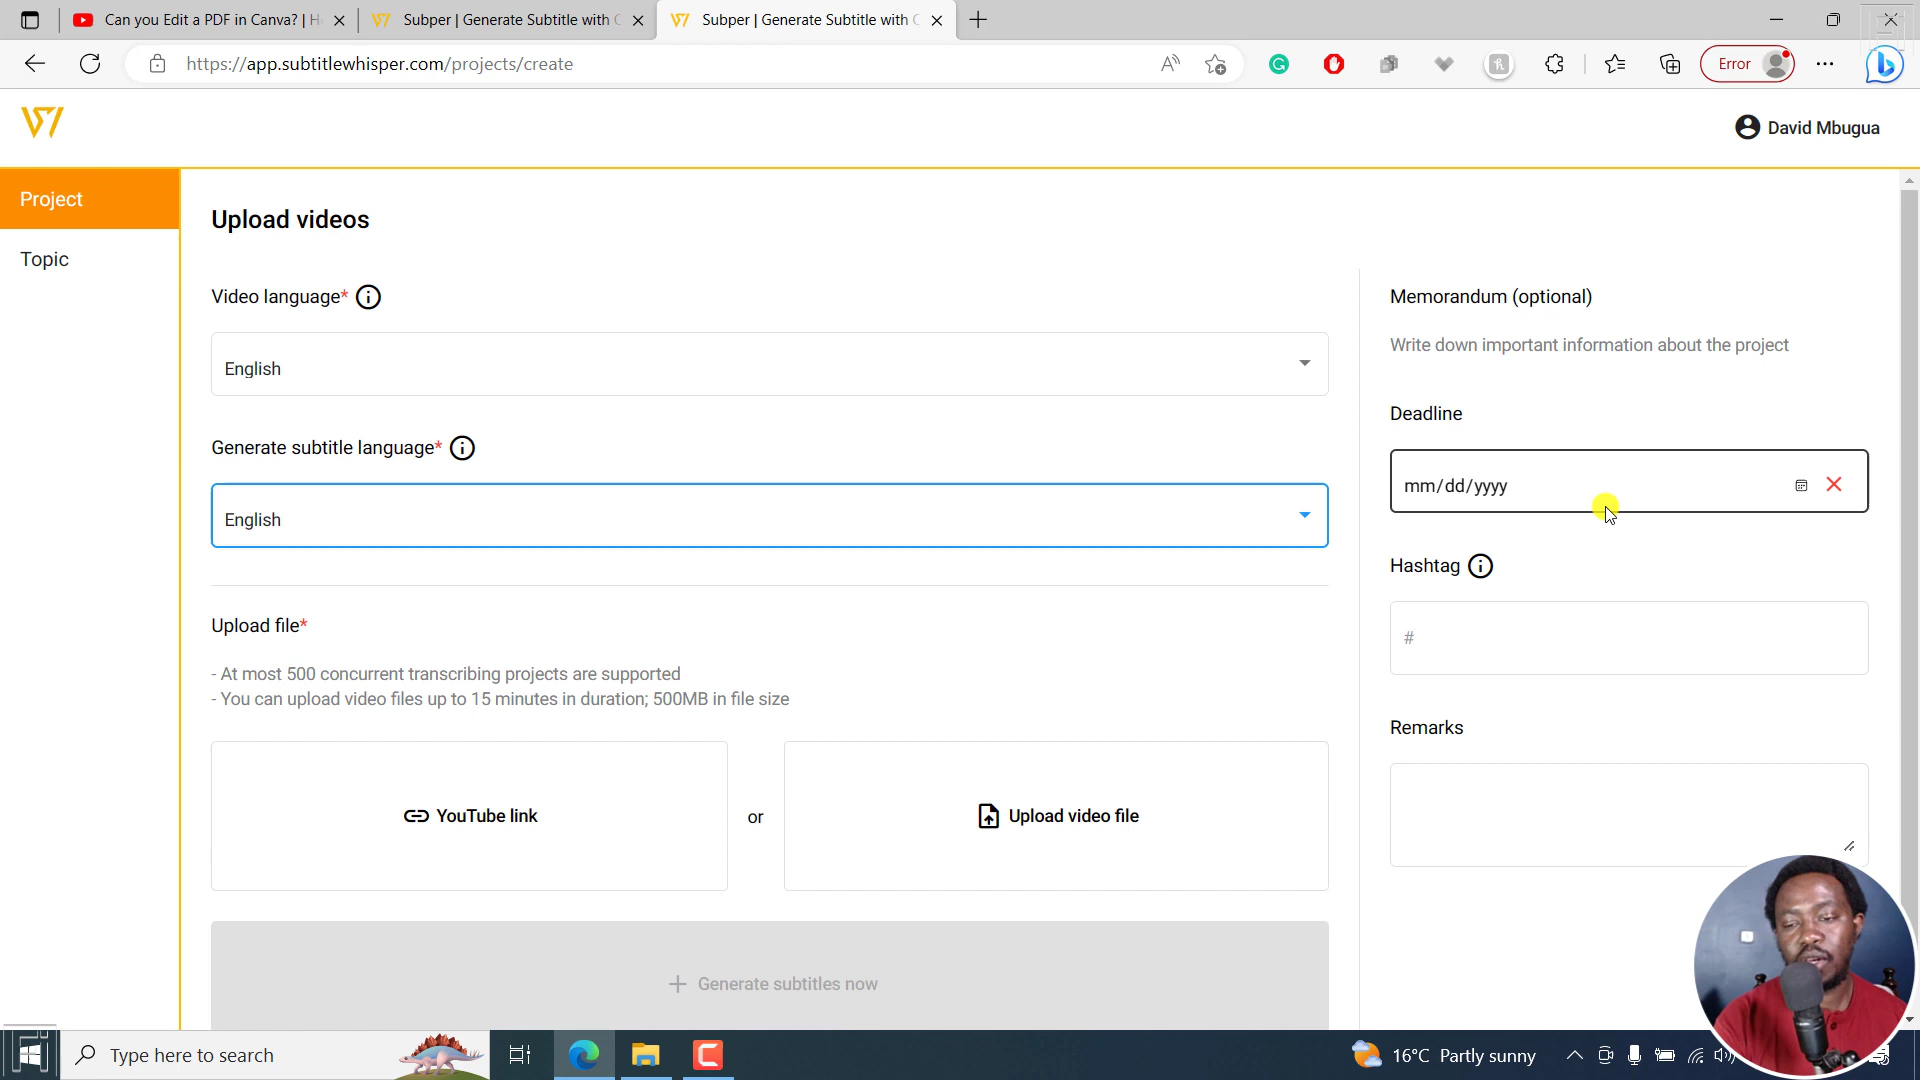 Can you Edit a PDF in Canva? | H
Subper | Generate Subtitle with
Subper | Generate Subtitle with
https://app.subtitlewhisper.com/projects/create
Error
David Mbugua
Project
Topic
Upload videos
Video language*
English
Generate subtitle language*
English
Upload file*
- At most 500 concurrent transcribing projects are supported
- You can upload video files up to 15 minutes in duration; 500MB in file size
YouTube link
or
Upload video file
+ Generate subtitles now
Memorandum (optional)
Write down important information about the project
Deadline
mm/dd/yyyy
Hashtag
#
Remarks
Type here to search
16°C Partly sunny